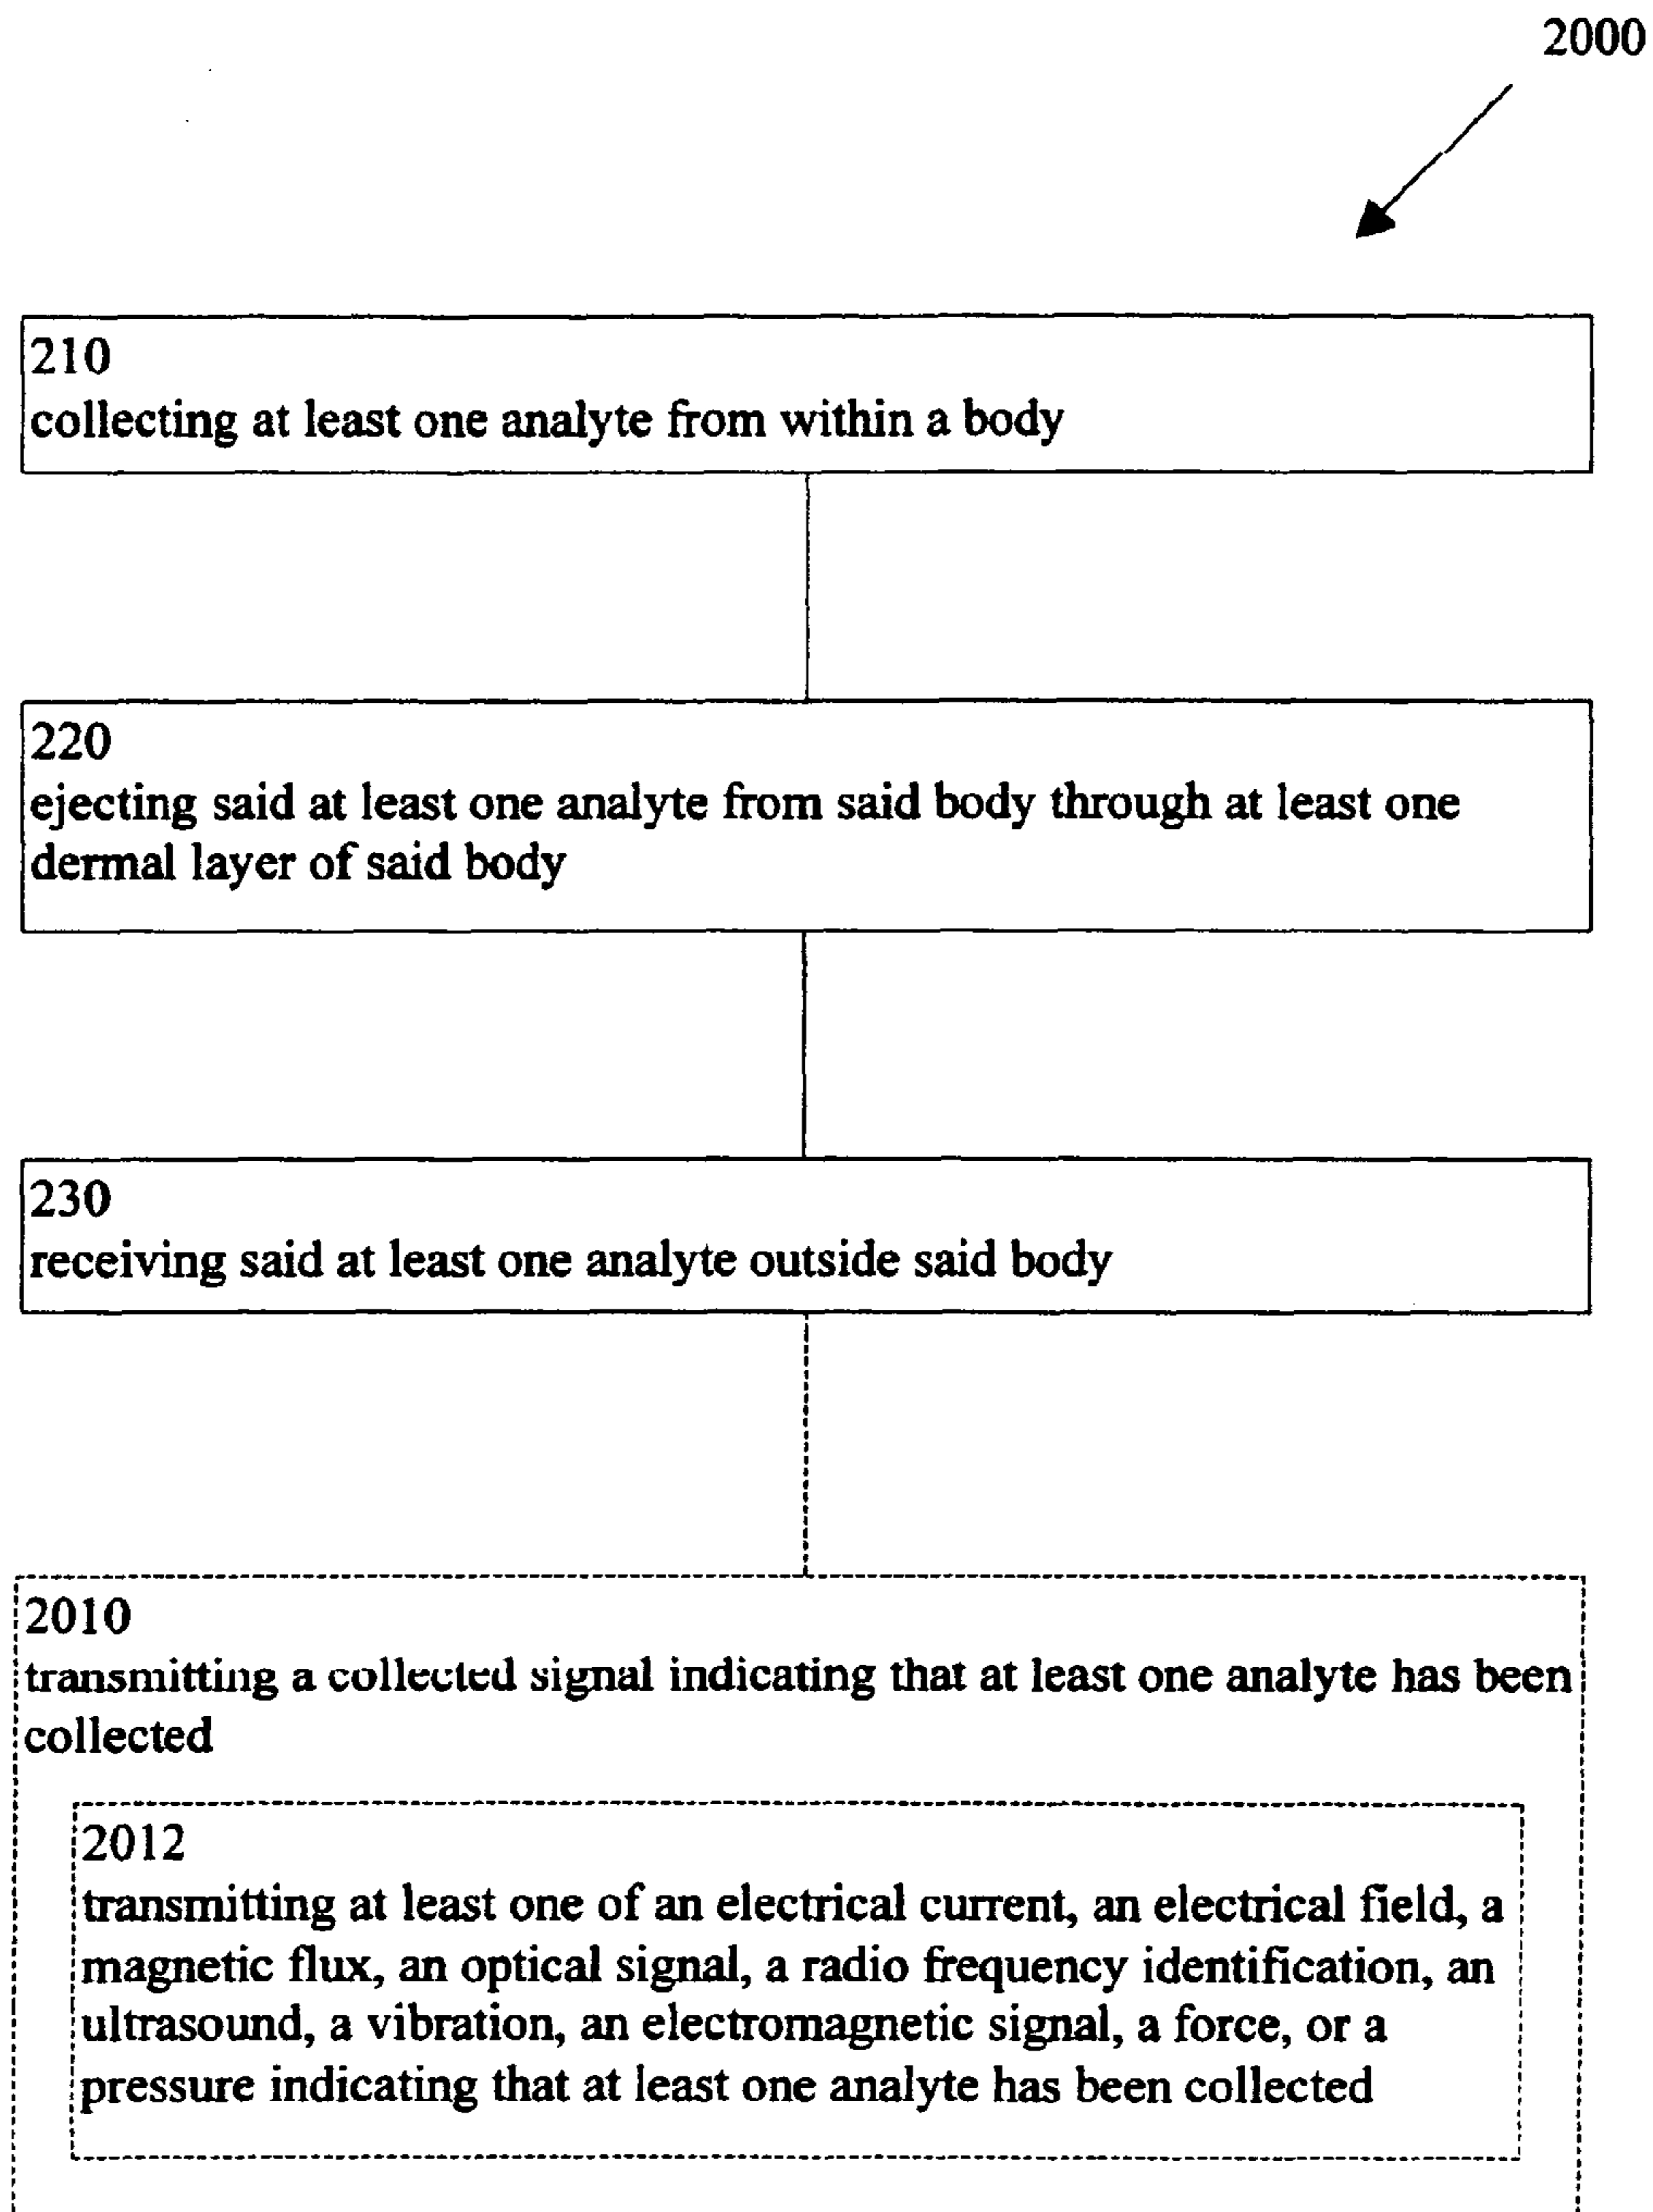 2000
210
collecting at least one analyte from within a body
220
ejecting said at least one analyte from said body through at least one
dermal layer of said body
230
receiving said at least one analyte outside said body
2010
transmitting a collected signal indicating that at least one analyte has been
collected
2012
transmitting at least one of an electrical current, an electrical field, a
magnetic flux, an optical signal, a radio frequency identification, an
ultrasound, a vibration, an electromagnetic signal, a force, or a
pressure indicating that at least one analyte has been collected